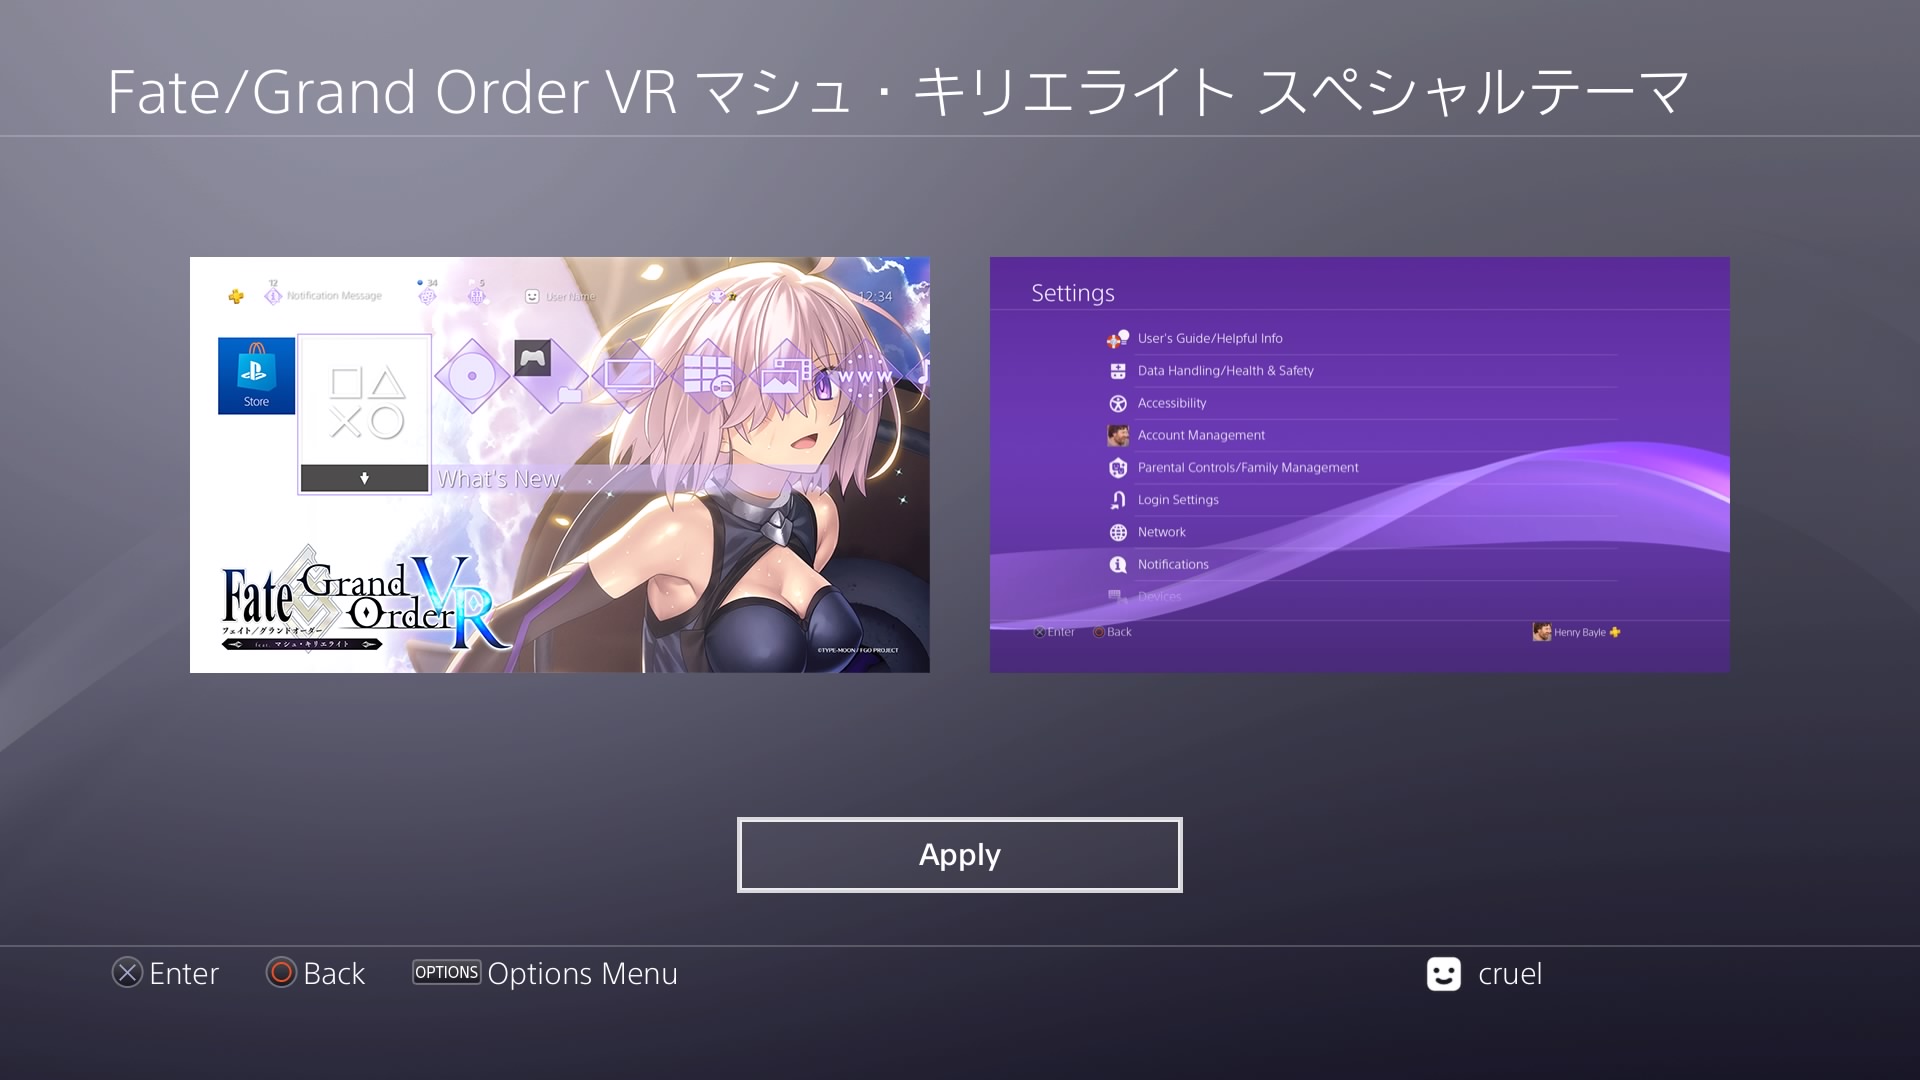 Fate/Grand Order VR マシュ・キリエライト スペシャルテーマ
12
Notification Message
34
5
User Name
12:34
Store
WWW
What's New
Fate Grand Order VR
フェイト/グランドオーダー
feat. マシュ・キリエライト
©TYPE-MOON / FGO PROJECT
Settings
User's Guide/Helpful Info
Data Handling/Health & Safety
Accessibility
Account Management
Parental Controls/Family Management
Login Settings
Network
Notifications
Devices
Enter Back
Henry Bayle
Apply
Enter Back OPTIONS Options Menu
cruel